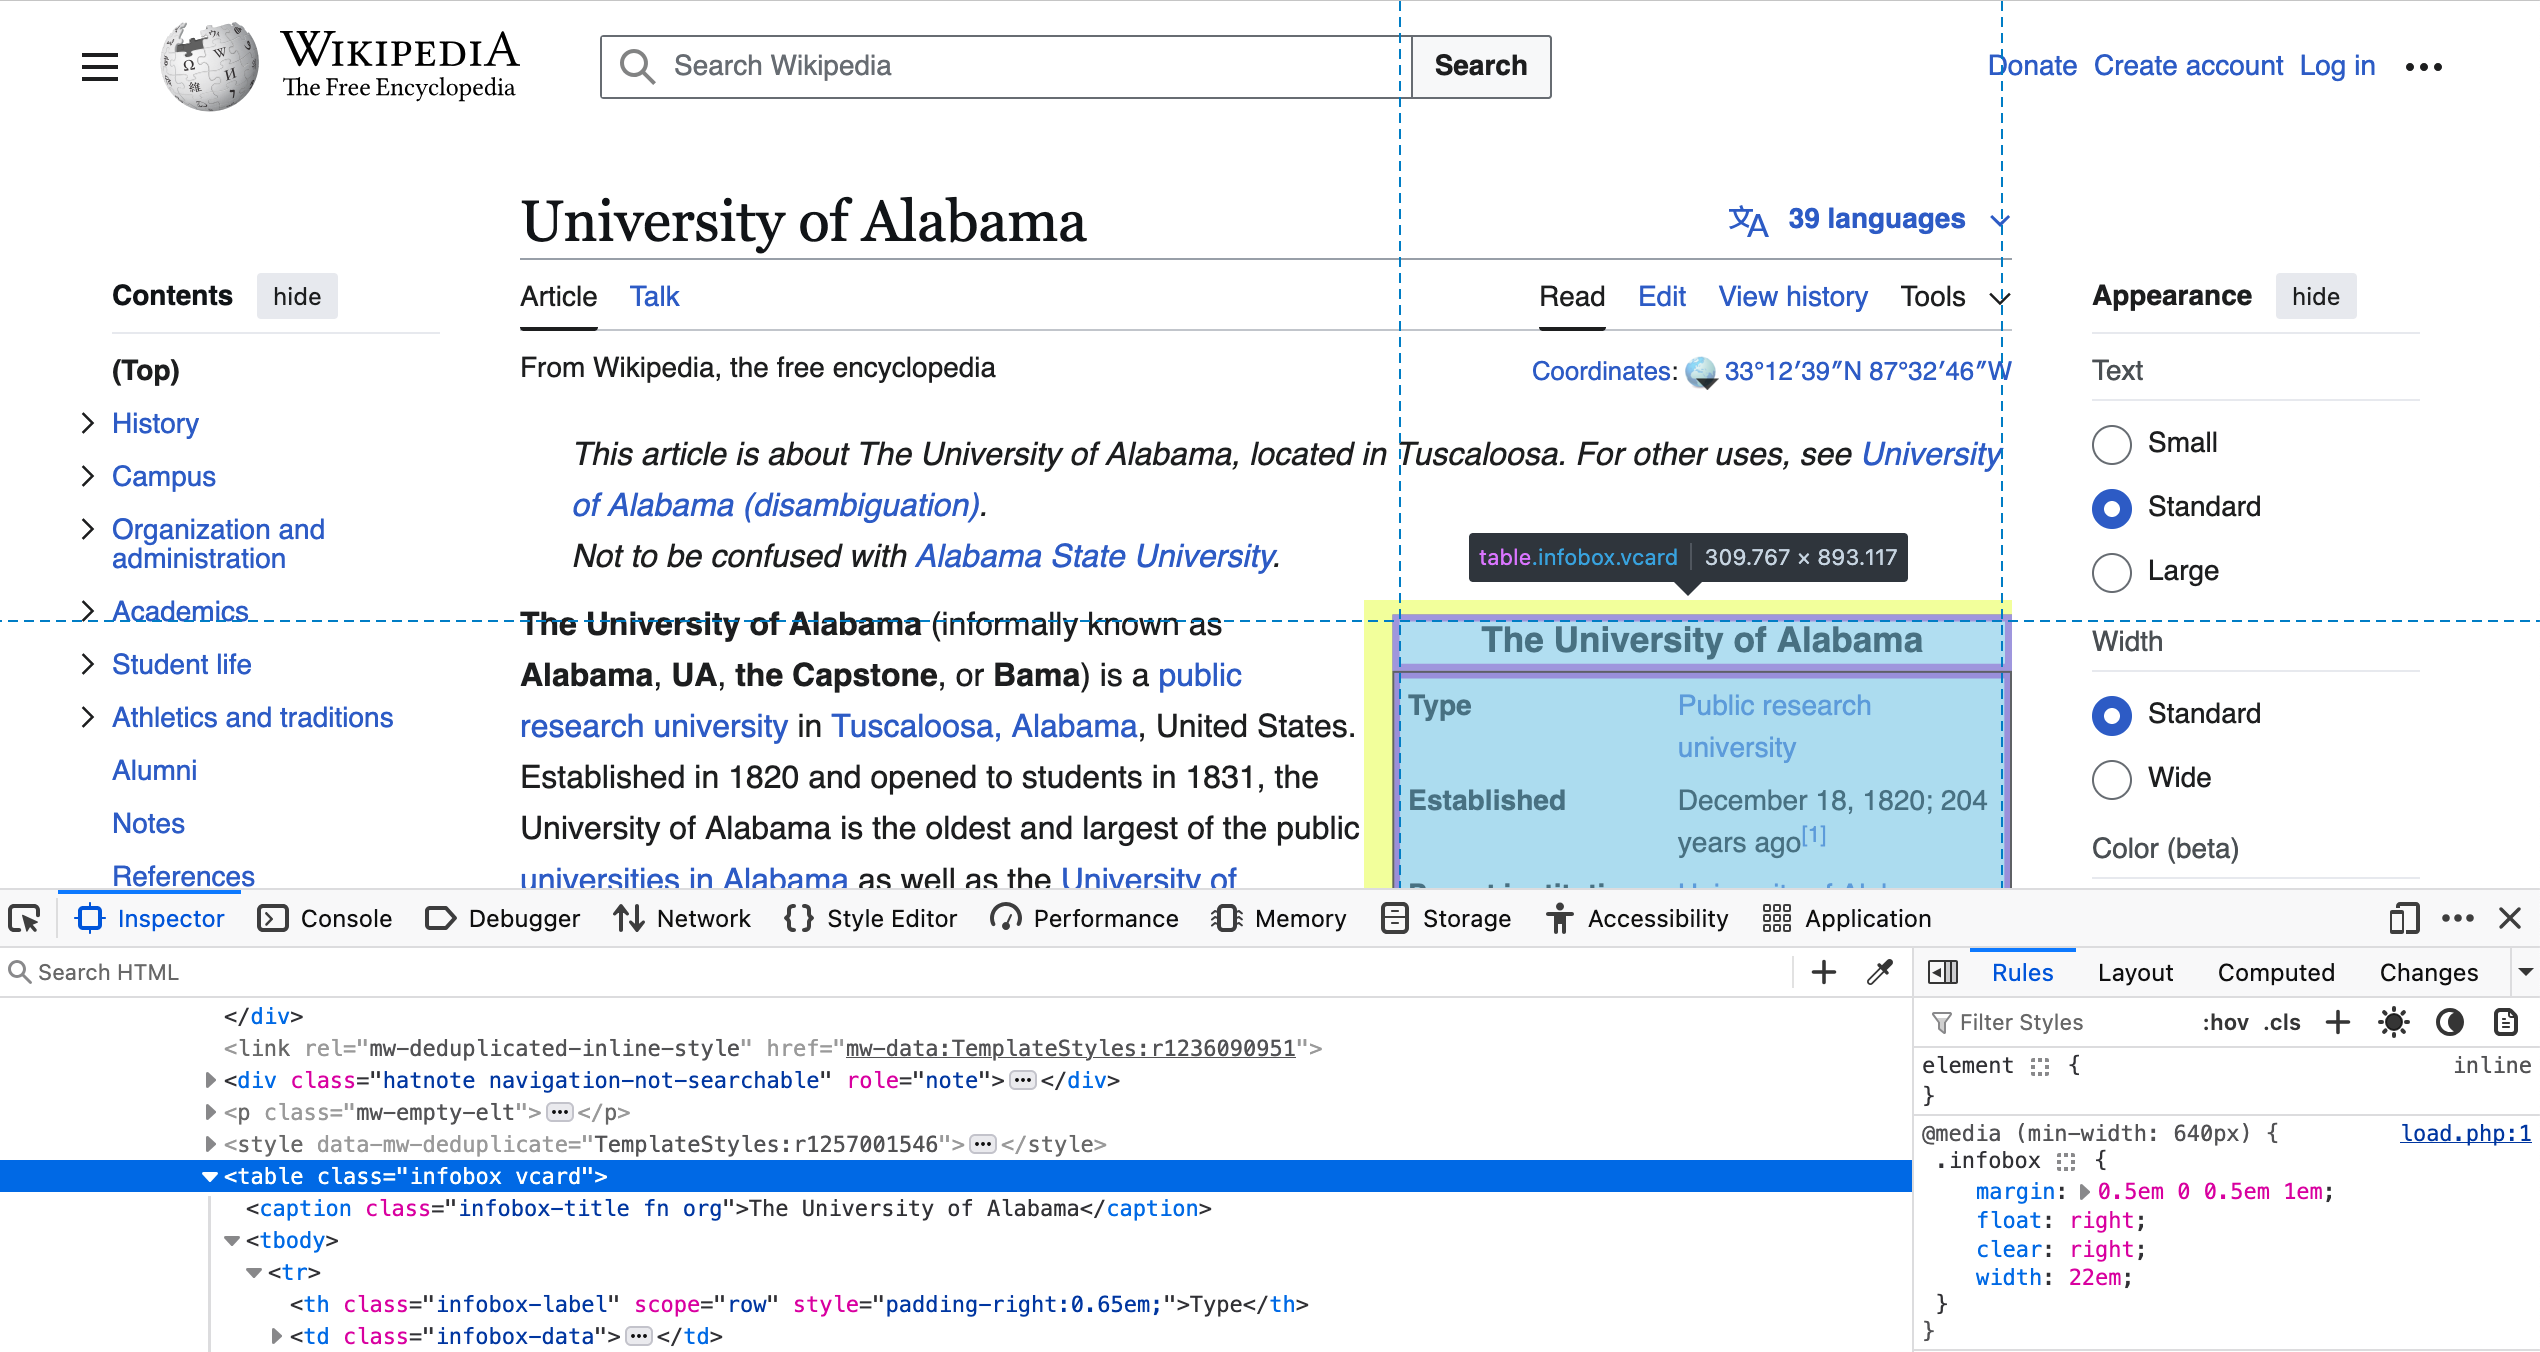 WIKIPEDIA
The Free Encyclopedia
Search Wikipedia
Search
Donate Create account Log in
University of Alabama
39 languages
Contents hide
(Top)
History
Campus
Organization and
administration
Academics
Student life
Athletics and traditions
Alumni
Notes
References
Article Talk
Read Edit View history Tools
From Wikipedia, the free encyclopedia
Coordinates: 33°12′39″N 87°32′46″W
This article is about The University of Alabama, located in Tuscaloosa. For other uses, see University
of Alabama (disambiguation).
Not to be confused with Alabama State University.
The University of Alabama (informally known as
Alabama, UA, the Capstone, or Bama) is a public
research university in Tuscaloosa, Alabama, United States.
Established in 1820 and opened to students in 1831, the
University of Alabama is the oldest and largest of the public
universities in Alabama as well as the University of
table.infobox.vcard 309.767 × 893.117
The University of Alabama
Type Public research
university
Established December 18, 1820; 204
years ago[1]
Appearance hide
Text
Small
Standard
Large
Width
Standard
Wide
Color (beta)
Inspector Console Debugger Network Style Editor Performance Memory Storage Accessibility Application
Search HTML
</div>
<link rel="mw-deduplicated-inline-style" href="mw-data:TemplateStyles:r1236090951">
<div class="hatnote navigation-not-searchable" role="note">…</div>
<p class="mw-empty-elt">…</p>
<style data-mw-deduplicate="TemplateStyles:r1257001546">…</style>
<table class="infobox vcard">
<caption class="infobox-title fn org">The University of Alabama</caption>
<tbody>
<tr>
<th class="infobox-label" scope="row" style="padding-right:0.65em;">Type</th>
<td class="infobox-data">…</td>
Rules Layout Computed Changes
Filter Styles :hov .cls
element { inline
}
@media (min-width: 640px) { load.php:1
.infobox {
margin: 0.5em 0 0.5em 1em;
float: right;
clear: right;
width: 22em;
}
}